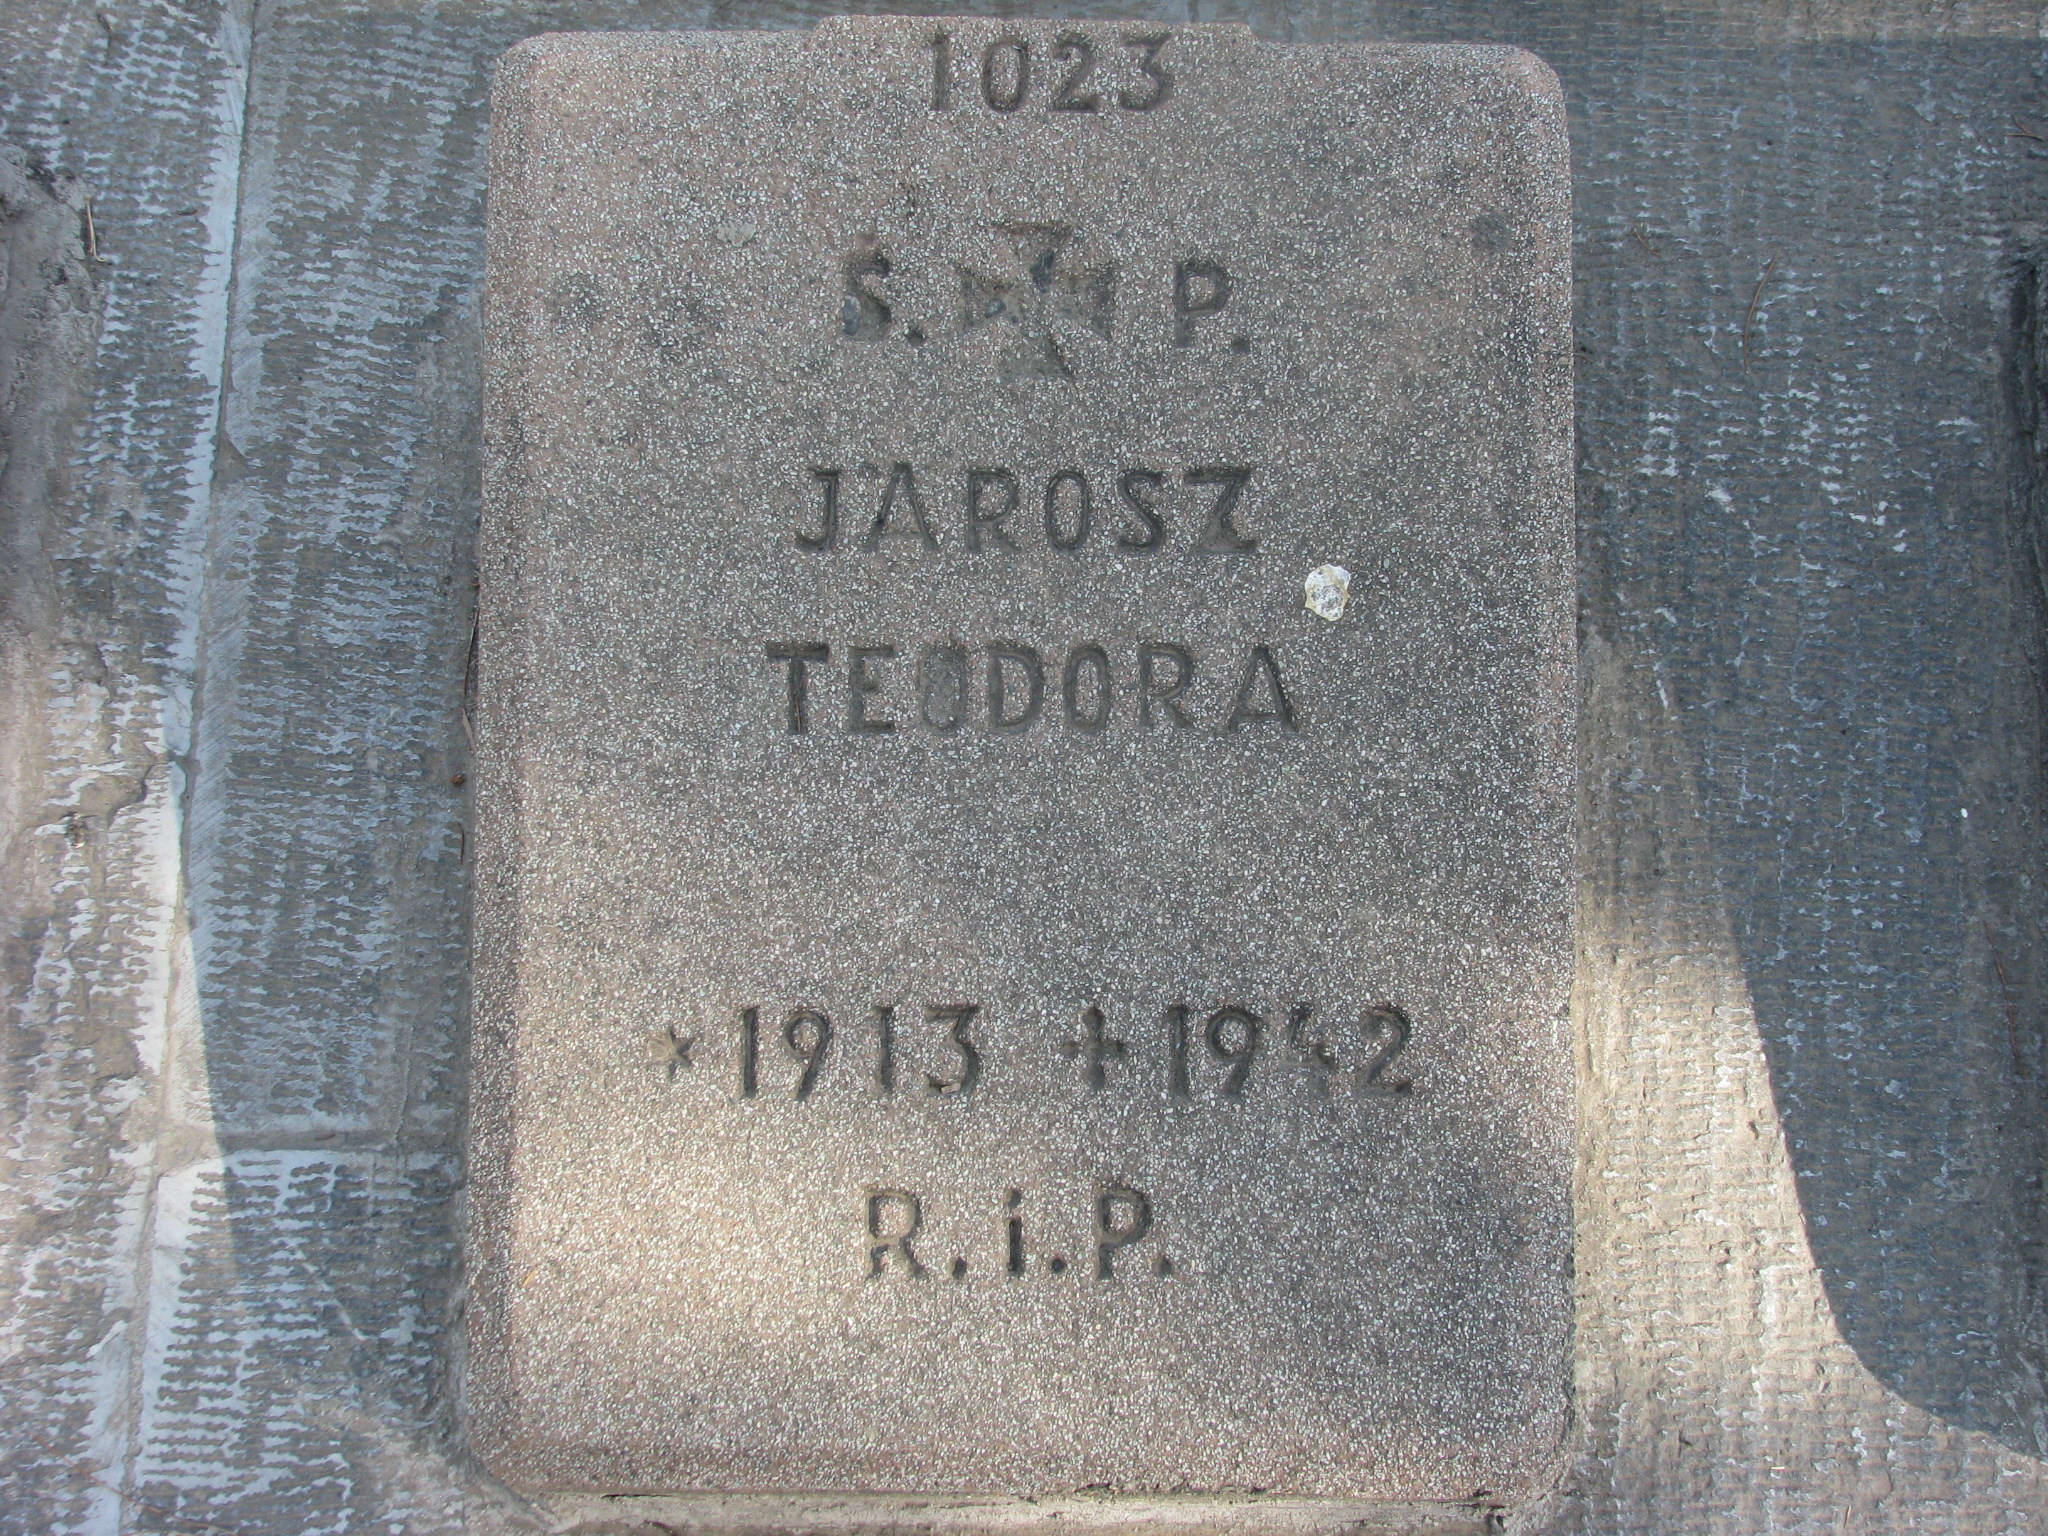 1023
Ś. P.
JAROSZ
TEODORA
* 1913 + 1942
R.i.P.